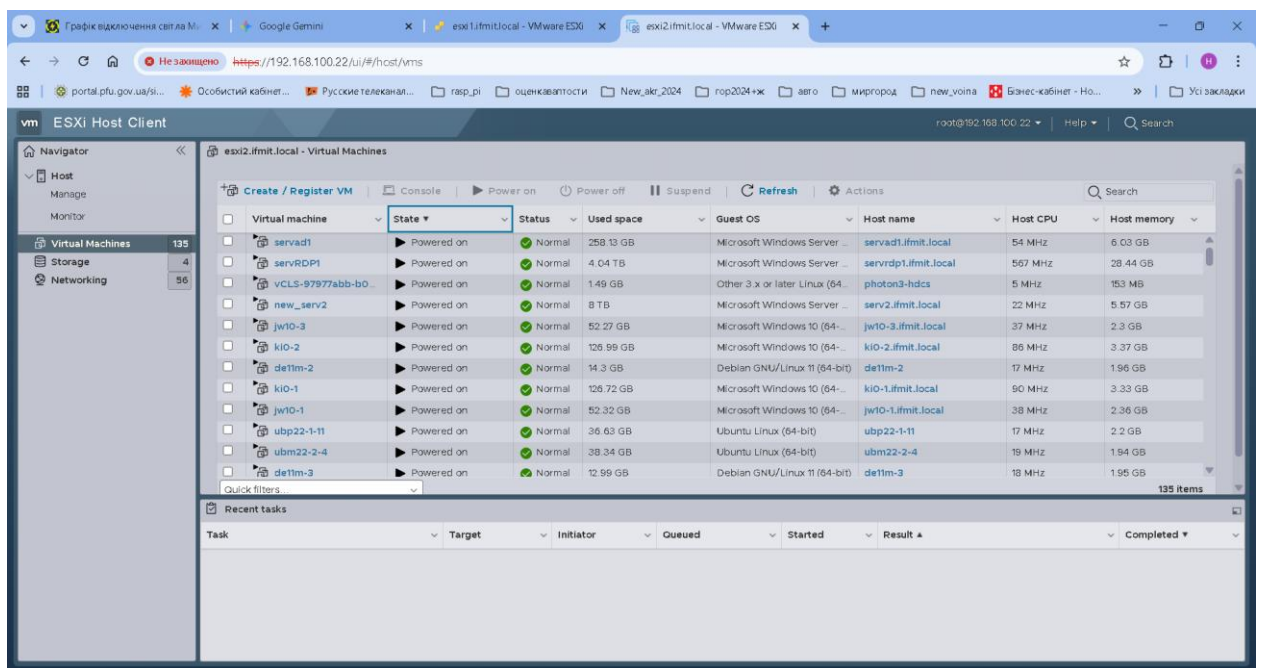 Графік відключення світла Ми
Google Gemini
esxi1.ifmit.local - VMware ESXi
esxi2.ifmit.local - VMware ESXi
Не захищено https://192.168.100.22/ui/#/host/vms
portal.pfu.gov.ua/si... Особистий кабінет... Русские телеканал... rasp_pi оценкавартости New_akr_2024 гор2024+ж авто миргород new_voina Бізнес-кабінет - Но... » Усі закладки
vm ESXi Host Client root@192.168.100.22 Help Search
Navigator
Host
Manage
Monitor
Virtual Machines 135
Storage 4
Networking 56
esxi2.ifmit.local - Virtual Machines
Create / Register VM Console Power on Power off Suspend Refresh Actions Search
Virtual machine State Status Used space Guest OS Host name Host CPU Host memory
servad1 Powered on Normal 258.13 GB Microsoft Windows Server ... servad1.ifmit.local 54 MHz 6.03 GB
servRDP1 Powered on Normal 4.04 TB Microsoft Windows Server ... servrdp1.ifmit.local 567 MHz 28.44 GB
vCLS-97977abb-b0... Powered on Normal 1.49 GB Other 3.x or later Linux (64... photon3-hdcs 5 MHz 153 MB
new_serv2 Powered on Normal 8 TB Microsoft Windows Server ... serv2.ifmit.local 22 MHz 5.57 GB
jw10-3 Powered on Normal 52.27 GB Microsoft Windows 10 (64-... jw10-3.ifmit.local 37 MHz 2.3 GB
ki0-2 Powered on Normal 126.99 GB Microsoft Windows 10 (64-... ki0-2.ifmit.local 86 MHz 3.37 GB
de11m-2 Powered on Normal 14.3 GB Debian GNU/Linux 11 (64-bit) de11m-2 17 MHz 1.96 GB
ki0-1 Powered on Normal 126.72 GB Microsoft Windows 10 (64-... ki0-1.ifmit.local 90 MHz 3.33 GB
jw10-1 Powered on Normal 52.32 GB Microsoft Windows 10 (64-... jw10-1.ifmit.local 38 MHz 2.36 GB
ubp22-1-11 Powered on Normal 36.63 GB Ubuntu Linux (64-bit) ubp22-1-11 17 MHz 2.2 GB
ubm22-2-4 Powered on Normal 38.34 GB Ubuntu Linux (64-bit) ubm22-2-4 19 MHz 1.94 GB
de11m-3 Powered on Normal 12.99 GB Debian GNU/Linux 11 (64-bit) de11m-3 18 MHz 1.95 GB
Quick filters... 135 items
Recent tasks
Task Target Initiator Queued Started Result Completed